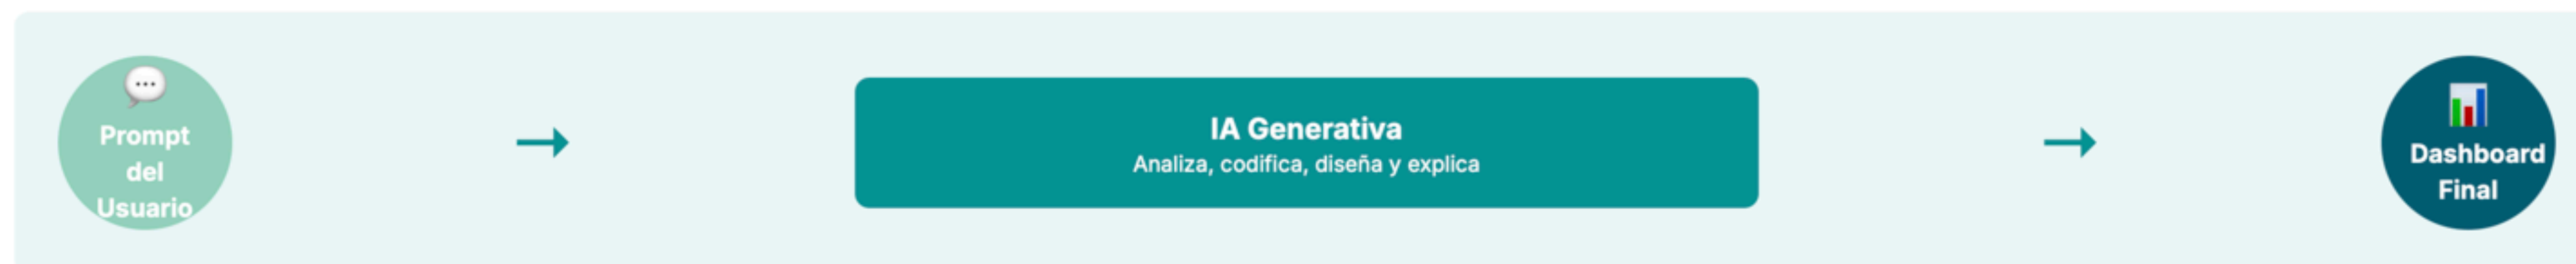 Prompt
del
Usuario
→
IA Generativa
Analiza, codifica, diseña y explica
→
Dashboard
Final